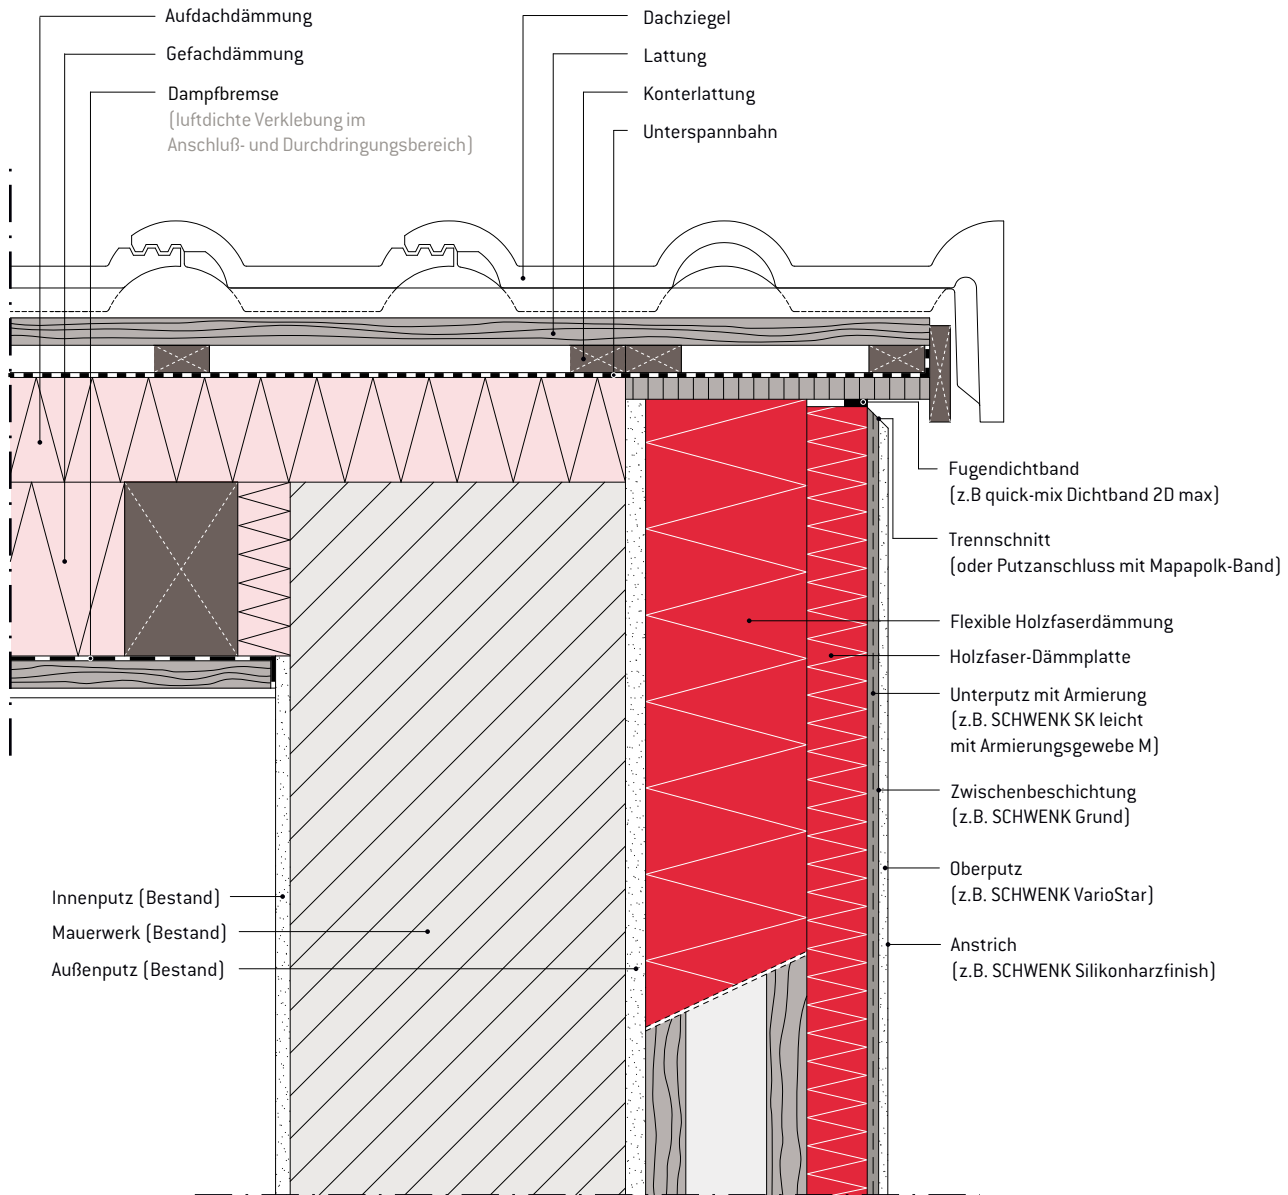 Aufdachdämmung
Gefachdämmung
Dampfbremse
(luftdichte Verklebung im
Anschluß- und Durchdringungsbereich)
Dachziegel
Lattung
Konterlattung
Unterspannbahn
Fugendichtband
(z.B quick-mix Dichtband 2D max)
Trennschnitt
(oder Putzanschluss mit Mapapolk-Band)
Flexible Holzfaserdämmung
Holzfaser-Dämmplatte
Unterputz mit Armierung
(z.B. SCHWENK SK leicht
mit Armierungsgewebe M)
Zwischenbeschichtung
(z.B. SCHWENK Grund)
Oberputz
(z.B. SCHWENK VarioStar)
Anstrich
(z.B. SCHWENK Silikonharzfinish)
Innenputz (Bestand)
Mauerwerk (Bestand)
Außenputz (Bestand)